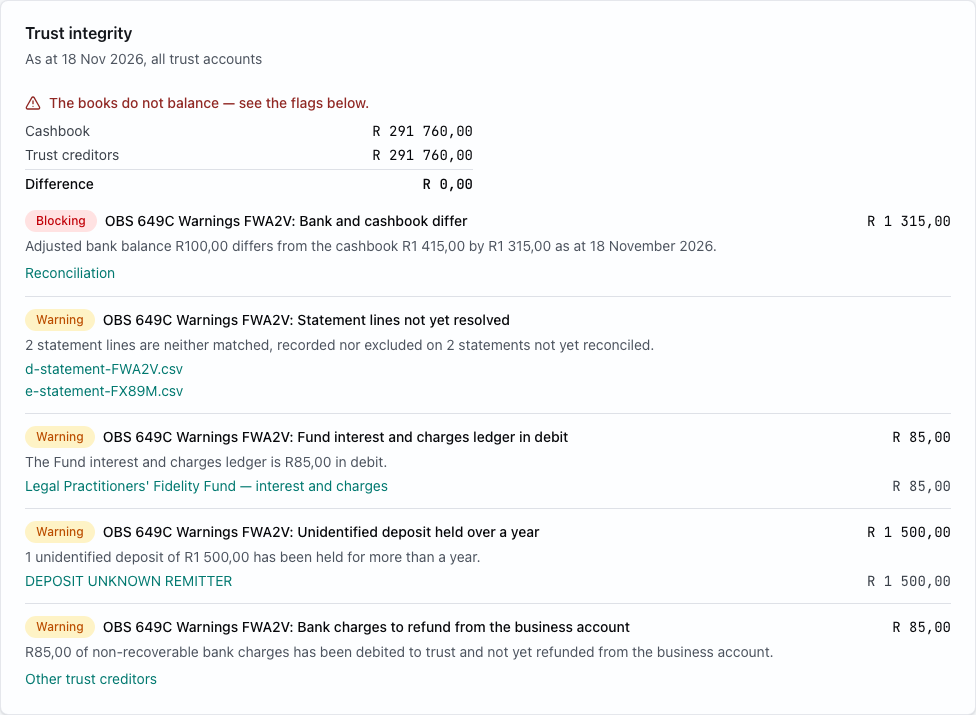 Trust integrity
As at 18 Nov 2026, all trust accounts
The books do not balance — see the flags below.
Cashbook R 291 760,00
Trust creditors R 291 760,00
Difference R 0,00
Blocking OBS 649C Warnings FWA2V: Bank and cashbook differ R 1 315,00
Adjusted bank balance R100,00 differs from the cashbook R1 415,00 by R1 315,00 as at 18 November 2026.
Reconciliation
Warning OBS 649C Warnings FWA2V: Statement lines not yet resolved
2 statement lines are neither matched, recorded nor excluded on 2 statements not yet reconciled.
d-statement-FWA2V.csv
e-statement-FX89M.csv
Warning OBS 649C Warnings FWA2V: Fund interest and charges ledger in debit R 85,00
The Fund interest and charges ledger is R85,00 in debit.
Legal Practitioners' Fidelity Fund — interest and charges R 85,00
Warning OBS 649C Warnings FWA2V: Unidentified deposit held over a year R 1 500,00
1 unidentified deposit of R1 500,00 has been held for more than a year.
DEPOSIT UNKNOWN REMITTER R 1 500,00
Warning OBS 649C Warnings FWA2V: Bank charges to refund from the business account R 85,00
R85,00 of non-recoverable bank charges has been debited to trust and not yet refunded from the business account.
Other trust creditors